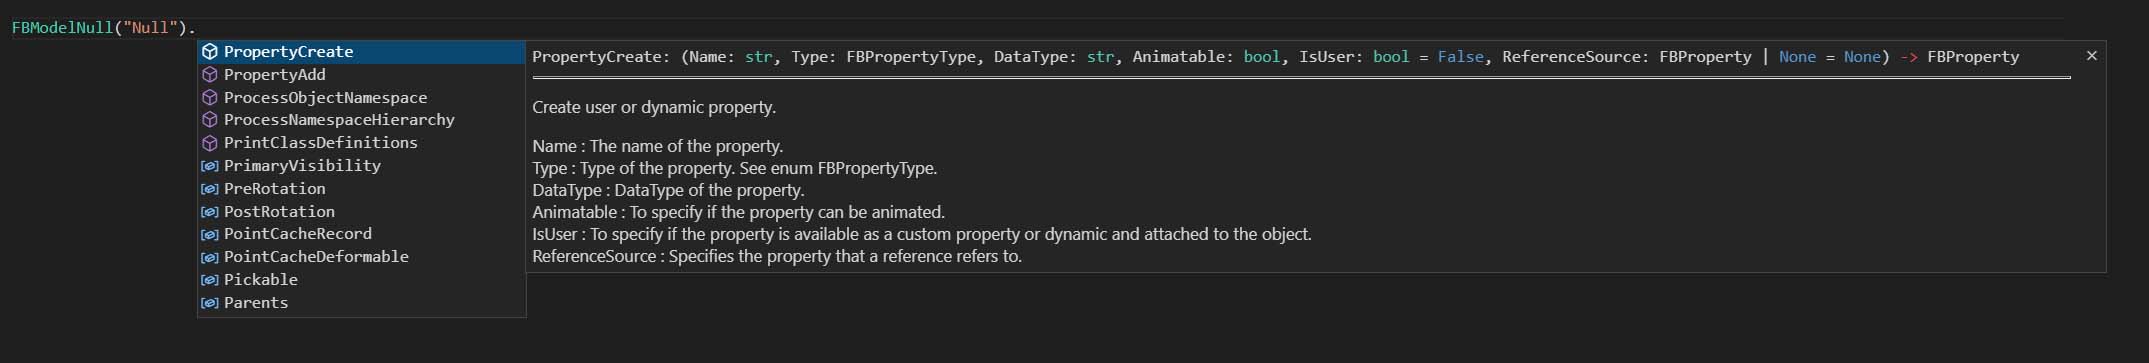 FBModelNull("Null").
PropertyCreate
PropertyAdd
ProcessObjectNamespace
ProcessNamespaceHierarchy
PrintClassDefinitions
PrimaryVisibility
PreRotation
PostRotation
PointCacheRecord
PointCacheDeformable
Pickable
Parents
PropertyCreate: (Name: str, Type: FBPropertyType, DataType: str, Animatable: bool, IsUser: bool = False, ReferenceSource: FBProperty | None = None) -> FBProperty
Create user or dynamic property.
Name : The name of the property.
Type : Type of the property. See enum FBPropertyType.
DataType : DataType of the property.
Animatable : To specify if the property can be animated.
IsUser : To specify if the property is available as a custom property or dynamic and attached to the object.
ReferenceSource : Specifies the property that a reference refers to.